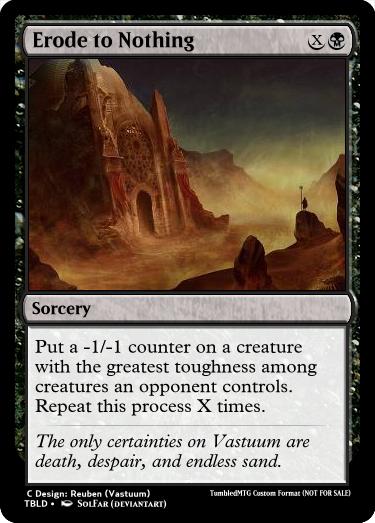 Erode to Nothing X
Sorcery
Put a -1/-1 counter on a creature
with the greatest toughness among
creatures an opponent controls.
Repeat this process X times.
The only certainties on Vastuum are
death, despair, and endless sand.
C Design: Reuben (Vastuum)
TBLD • SolFar (deviantart)
TumbledMTG Custom Format (NOT FOR SALE)